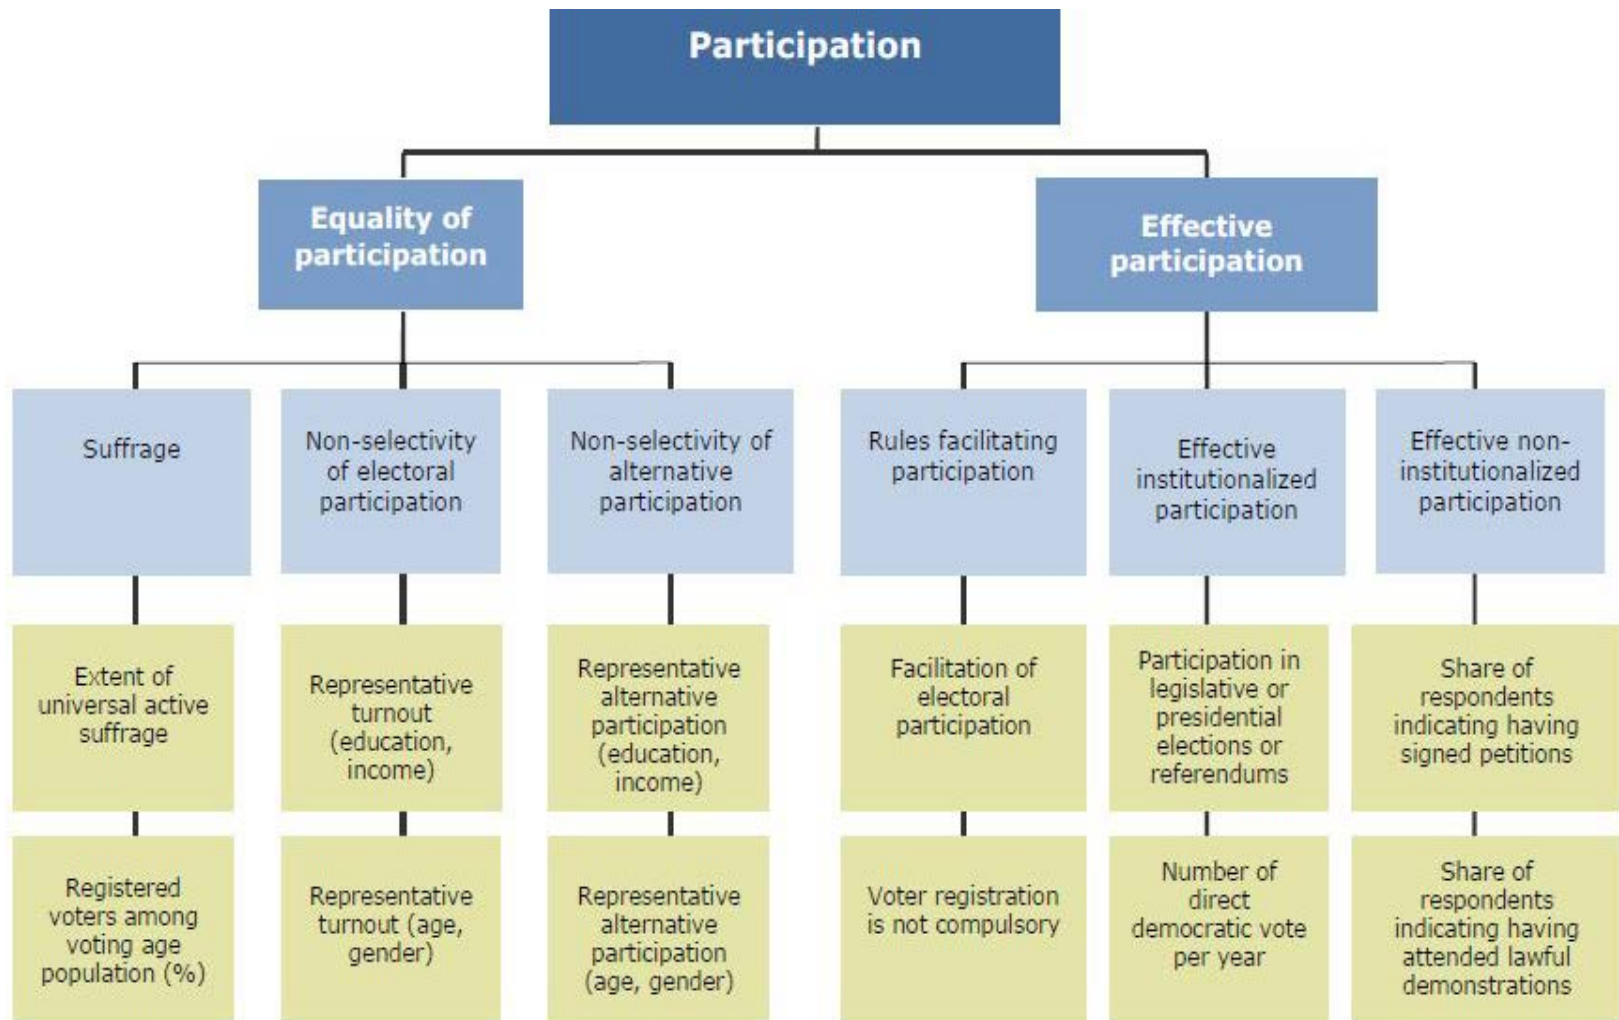 Participation
Equality of
participation
Effective
participation
Suffrage
Non-selectivity
of electoral
participation
Non-selectivity of
alternative
participation
Rules facilitating
participation
Effective
institutionalized
participation
Effective non-
institutionalized
participation
Extent of
universal active
suffrage
Representative
turnout
(education,
income)
Representative
alternative
participation
(education,
income)
Facilitation of
electoral
participation
Participation in
legislative or
presidential
elections or
referendums
Share of
respondents
indicating having
signed petitions
Registered
voters among
voting age
population (%)
Representative
turnout (age,
gender)
Representative
alternative
participation
(age, gender)
Voter registration
is not compulsory
Number of
direct
democratic vote
per year
Share of
respondents
indicating having
attended lawful
demonstrations